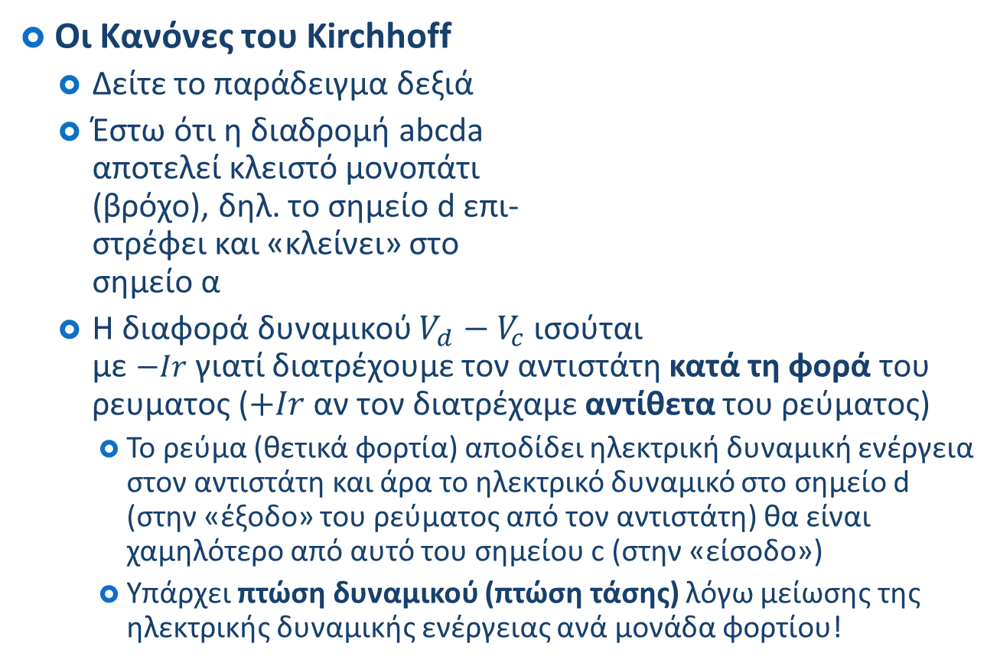 Οι Κανόνες του Kirchhoff
Δείτε το παράδειγμα δεξιά
Έστω ότι η διαδρομή abcda
αποτελεί κλειστό μονοπάτι
(βρόχο), δηλ. το σημείο d επι-
στρέφει και «κλείνει» στο
σημείο α
Η διαφορά δυναμικού V_d − V_c ισούται
με −Ir γιατί διατρέχουμε τον αντιστάτη κατά τη φορά του
ρευματος (+Ir αν τον διατρέχαμε αντίθετα του ρεύματος)
Το ρεύμα (θετικά φορτία) αποδίδει ηλεκτρική δυναμική ενέργεια
στον αντιστάτη και άρα το ηλεκτρικό δυναμικό στο σημείο d
(στην «έξοδο» του ρεύματος από τον αντιστάτη) θα είναι
χαμηλότερο από αυτό του σημείου c (στην «είσοδο»)
Υπάρχει πτώση δυναμικού (πτώση τάσης) λόγω μείωσης της
ηλεκτρικής δυναμικής ενέργειας ανά μονάδα φορτίου!